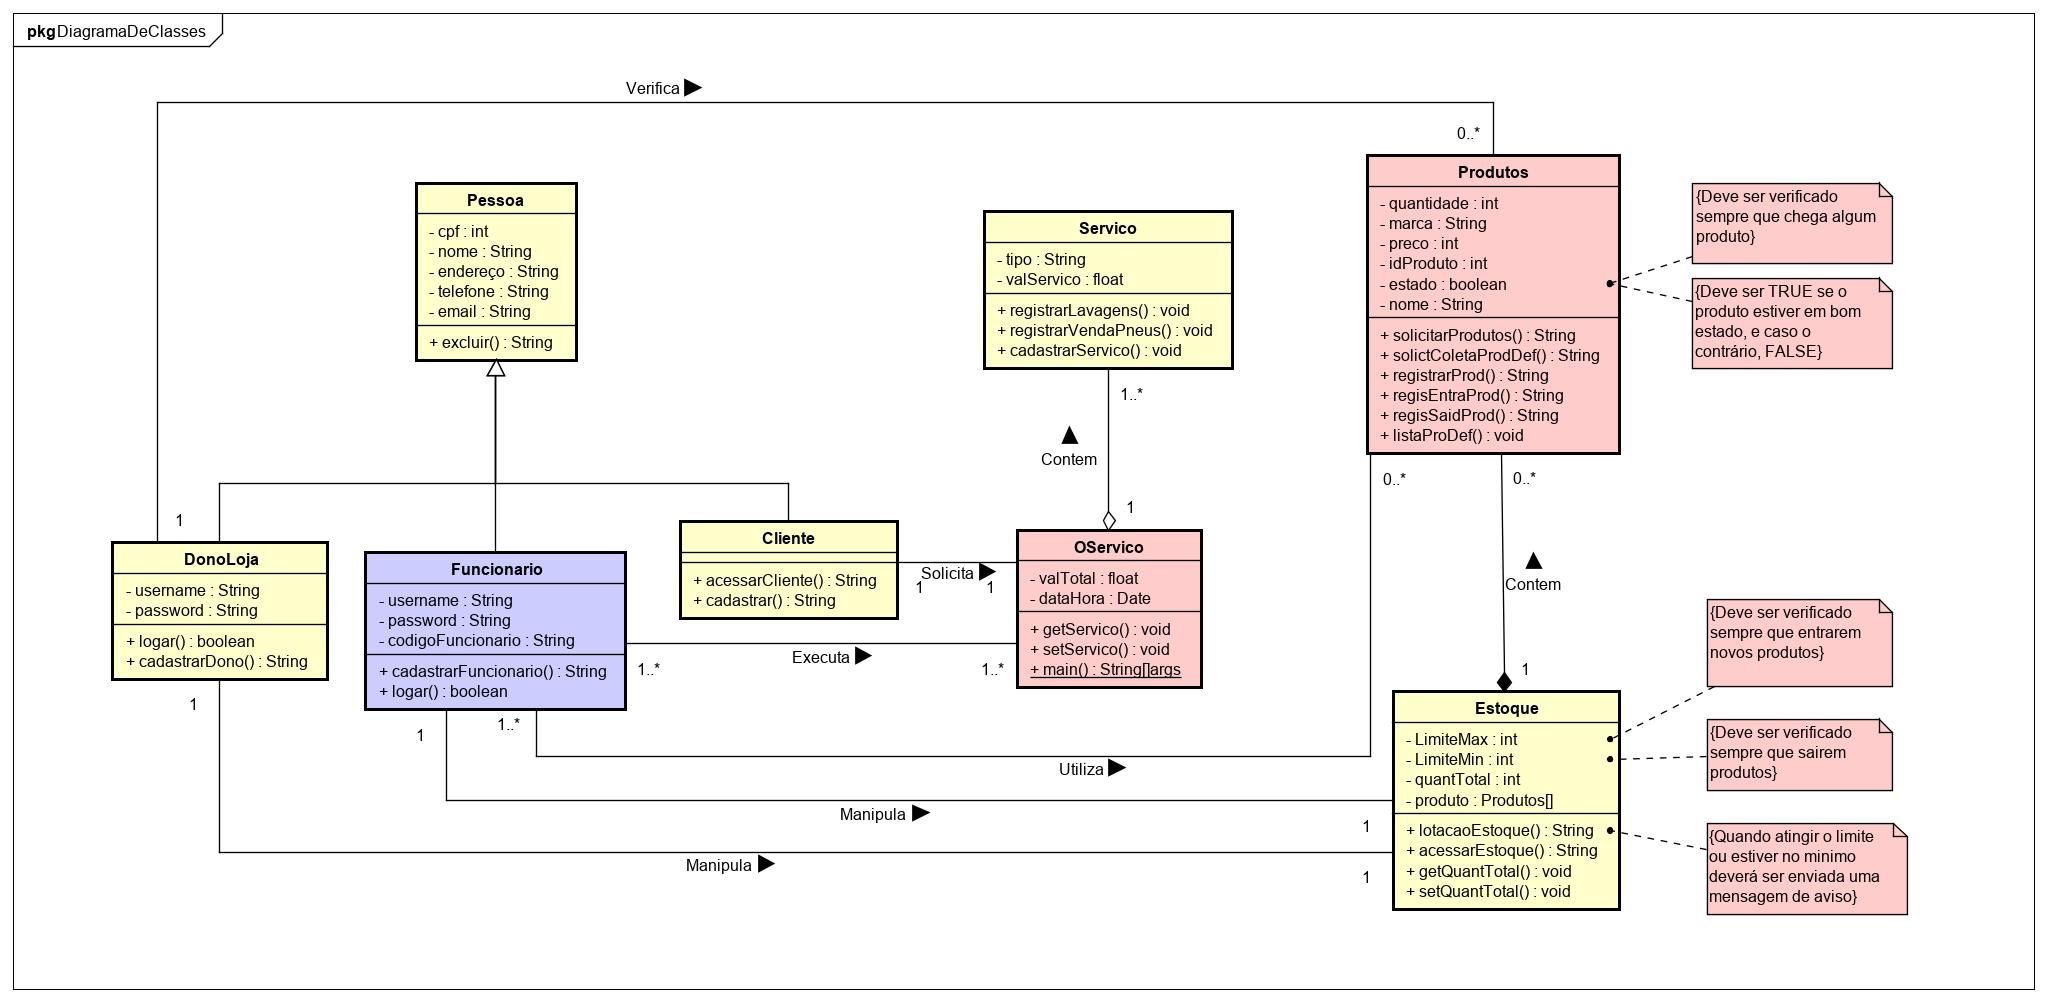 pkg DiagramaDeClasses
Verifica
0..*
1
Pessoa
- cpf : int
- nome : String
- endereço : String
- telefone : String
- email : String
+ excluir() : String
Servico
- tipo : String
- valServico : float
+ registrarLavagens() : void
+ registrarVendaPneus() : void
+ cadastrarServico() : void
1..*
Contem
1
Produtos
- quantidade : int
- marca : String
- preco : int
- idProduto : int
- estado : boolean
- nome : String
+ solicitarProdutos() : String
+ solictColetaProdDef() : String
+ registrarProd() : String
+ regisEntraProd() : String
+ regisSaidProd() : String
+ listaProDef() : void
{Deve ser verificado
sempre que chega algum
produto}
{Deve ser TRUE se o
produto estiver em bom
estado, e caso o
contrário, FALSE}
0..*
0..*
Contem
1
DonoLoja
- username : String
- password : String
+ logar() : boolean
+ cadastrarDono() : String
1
Funcionario
- username : String
- password : String
- codigoFuncionario : String
+ cadastrarFuncionario() : String
+ logar() : boolean
1
1..*
Cliente
+ acessarCliente() : String
+ cadastrar() : String
Solicita
1
1
Executa
1..*
1..*
OServico
- valTotal : float
- dataHora : Date
+ getServico() : void
+ setServico() : void
+ main() : String[]args
Utiliza
Manipula
1
Manipula
1
Estoque
- LimiteMax : int
- LimiteMin : int
- quantTotal : int
- produto : Produtos[]
+ lotacaoEstoque() : String
+ acessarEstoque() : String
+ getQuantTotal() : void
+ setQuantTotal() : void
{Deve ser verificado
sempre que entrarem
novos produtos}
{Deve ser verificado
sempre que sairem
produtos}
{Quando atingir o limite
ou estiver no minimo
deverá ser enviada uma
mensagem de aviso}